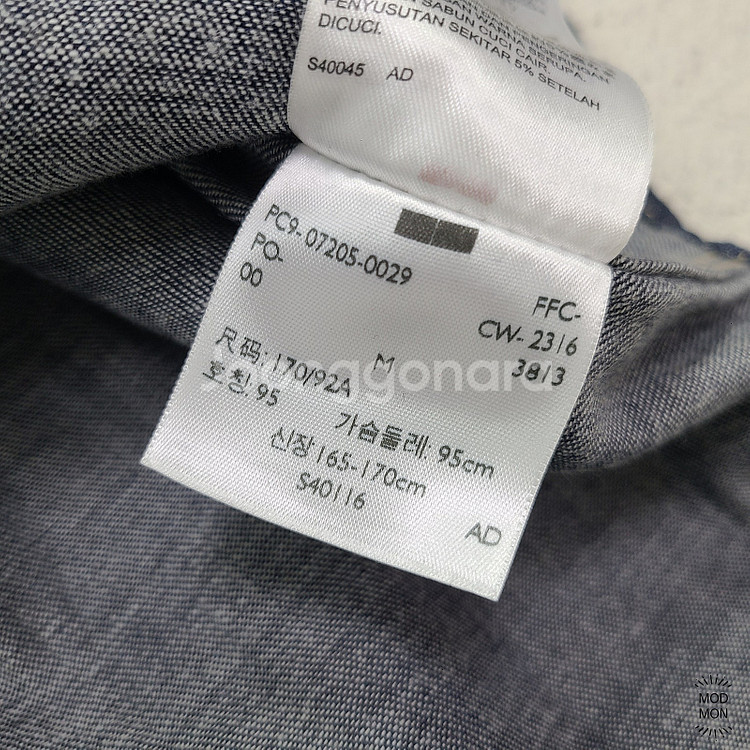 PENYUSUTAN SEKITAR 5% SETELAH
DICUCI.
S40045 AD
PC9-07205-0029
PO-
00
FFC-
CW-2316
3813
尺码: 170/92A M
호칭: 95
가슴둘레: 95cm
신장 165-170cm
S40116
AD
MOD
MON